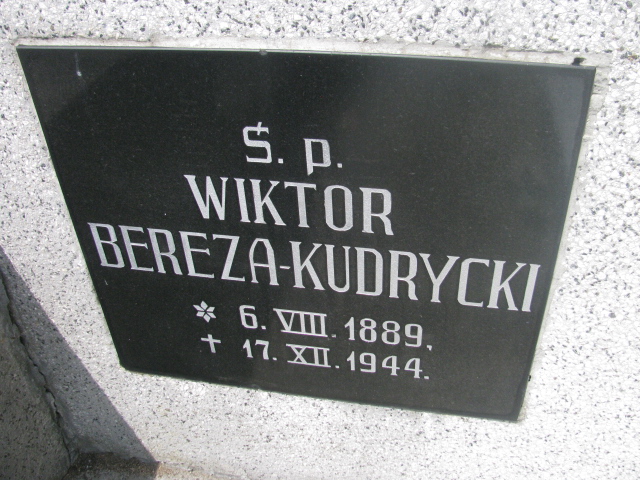 Ś. p.
WIKTOR
BEREZA-KUDRYCKI
* 6. VIII. 1889.
† 17. XII. 1944.